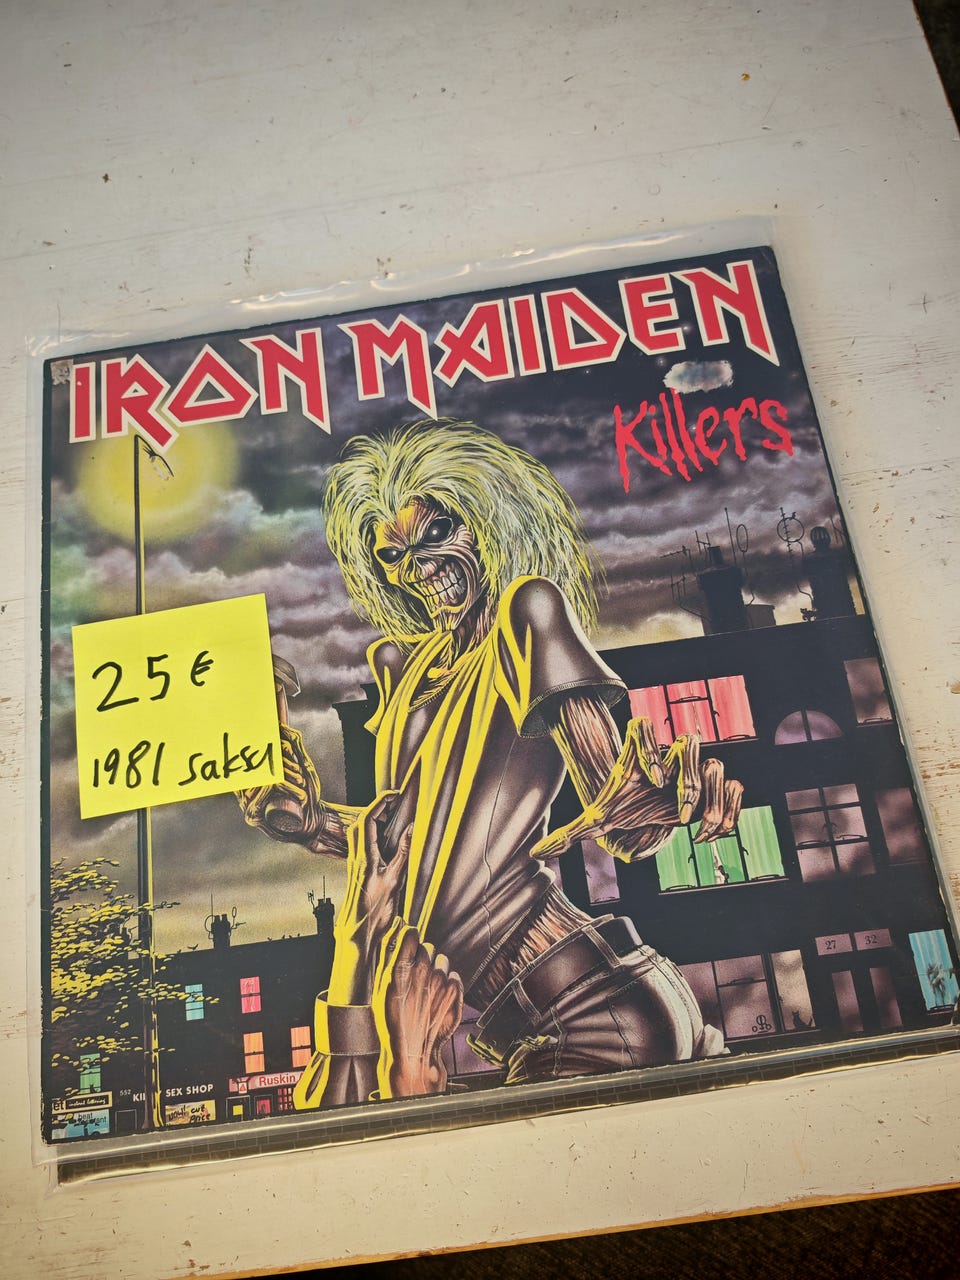 IRON MAIDEN
Killers
25 €
1981 saksa
27 32
SEX SHOP
Ruskin